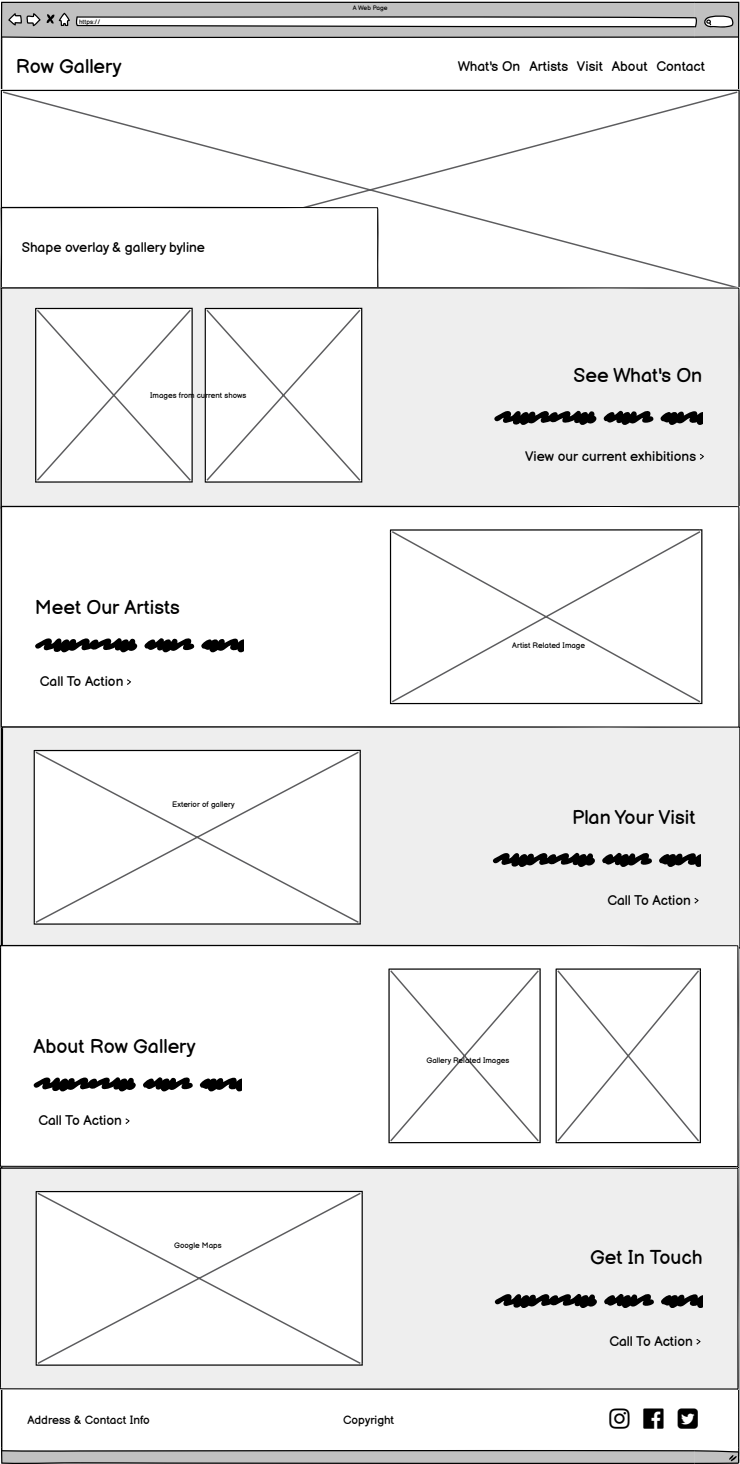 A Web Page
https://
Row Gallery
What's On Artists Visit About Contact
Shape overlay & gallery byline
Images from current shows
See What's On
View our current exhibitions >
Meet Our Artists
Call To Action >
Artist Related Image
Exterior of gallery
Plan Your Visit
Call To Action >
About Row Gallery
Call To Action >
Gallery Related Images
Google Maps
Get In Touch
Call To Action >
Address & Contact Info
Copyright